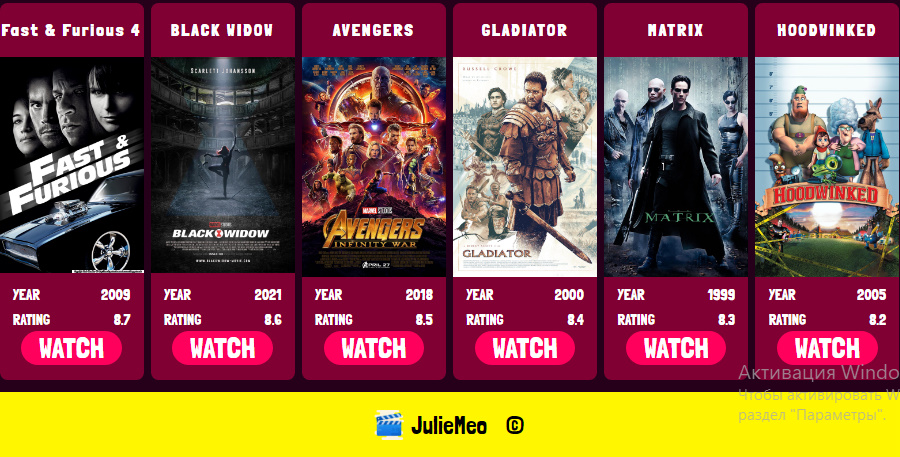 Fast & Furious 4
BLACK WIDOW
AVENGERS
GLADIATOR
MATRIX
HOODWINKED
FAST &
FURIOUS
SCARLETT JOHANSSON
BLACK WIDOW
MARVEL STUDIOS
AVENGERS
INFINITY WAR
APRIL 27
RUSSELL CROWE
GLADIATOR
MATRIX
HOODWINKED
YEAR 2009
RATING 8.7
WATCH
YEAR 2021
RATING 8.6
WATCH
YEAR 2018
RATING 8.5
WATCH
YEAR 2000
RATING 8.4
WATCH
YEAR 1999
RATING 8.3
WATCH
YEAR 2005
RATING 8.2
WATCH
Активация Windo
Чтобы активировать W
раздел "Параметры".
JulieMeo ©